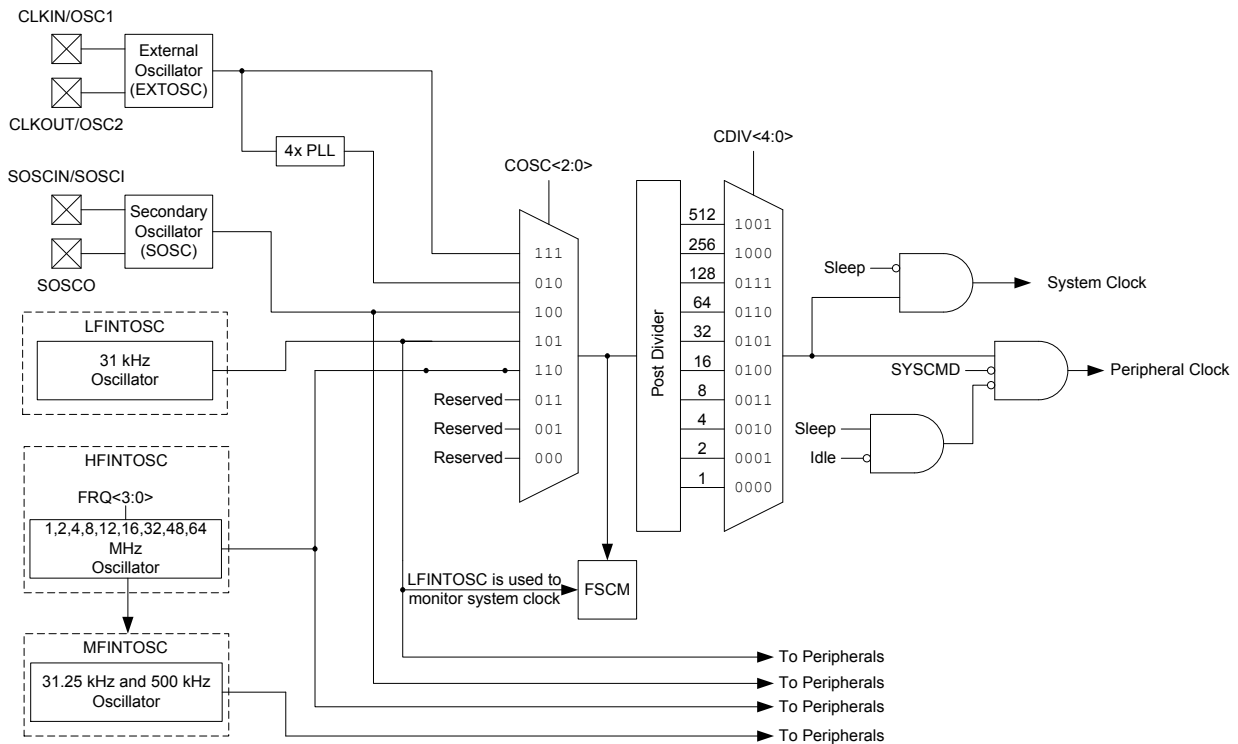 CLKIN/OSC1
External
Oscillator
(EXTOSC)
CLKOUT/OSC2
4x PLL
SOSCIN/SOSCI
Secondary
Oscillator
(SOSC)
SOSCO
LFINTOSC
31 kHz
Oscillator
HFINTOSC
FRQ<3:0>
1,2,4,8,12,16,32,48,64
MHz
Oscillator
MFINTOSC
31.25 kHz and 500 kHz
Oscillator
COSC<2:0>
111
010
100
101
110
Reserved 011
Reserved 001
Reserved 000
LFINTOSC is used to
monitor system clock
FSCM
Post Divider
CDIV<4:0>
512 1001
256 1000
128 0111
64 0110
32 0101
16 0100
8 0011
4 0010
2 0001
1 0000
Sleep
System Clock
SYSCMD
Peripheral Clock
Sleep
Idle
To Peripherals
To Peripherals
To Peripherals
To Peripherals